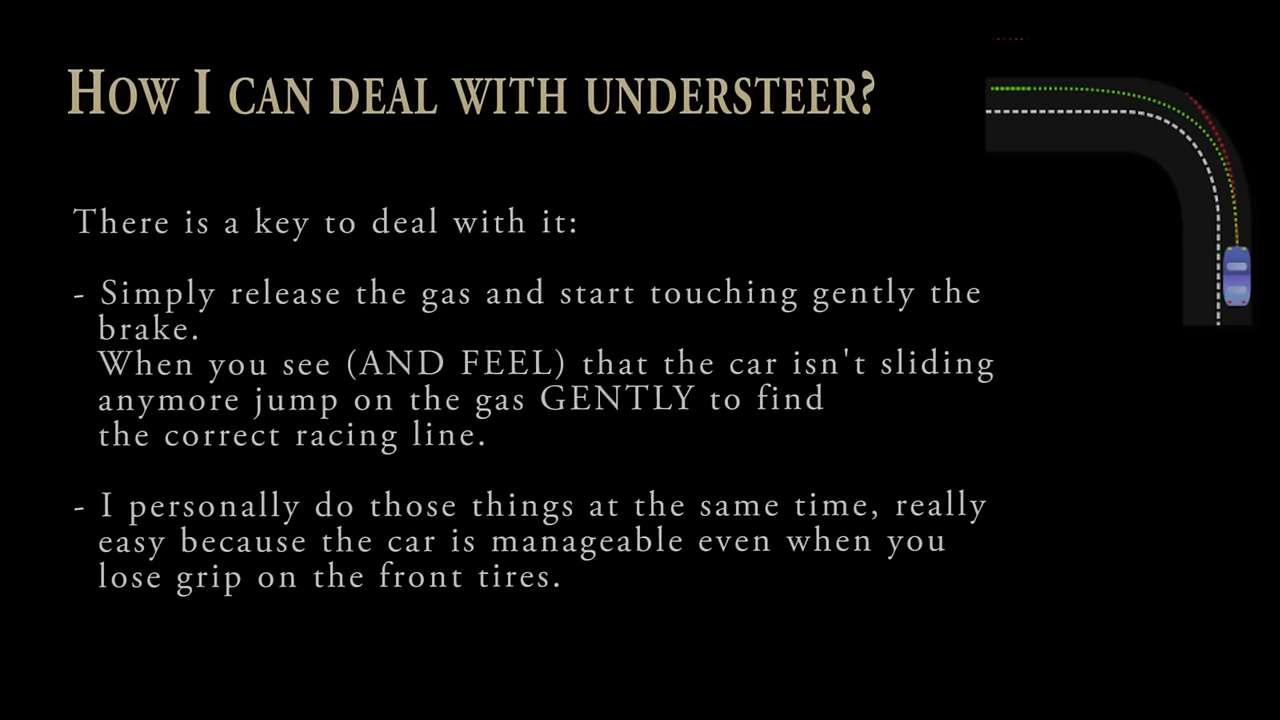 HOW I CAN DEAL WITH UNDERSTEER?
There is a key to deal with it:
- Simply release the gas and start touching gently the
brake.
When you see (AND FEEL) that the car isn't sliding
anymore jump on the gas GENTLY to find
the correct racing line.
- I personally do those things at the same time, really
easy because the car is manageable even when you
lose grip on the front tires.